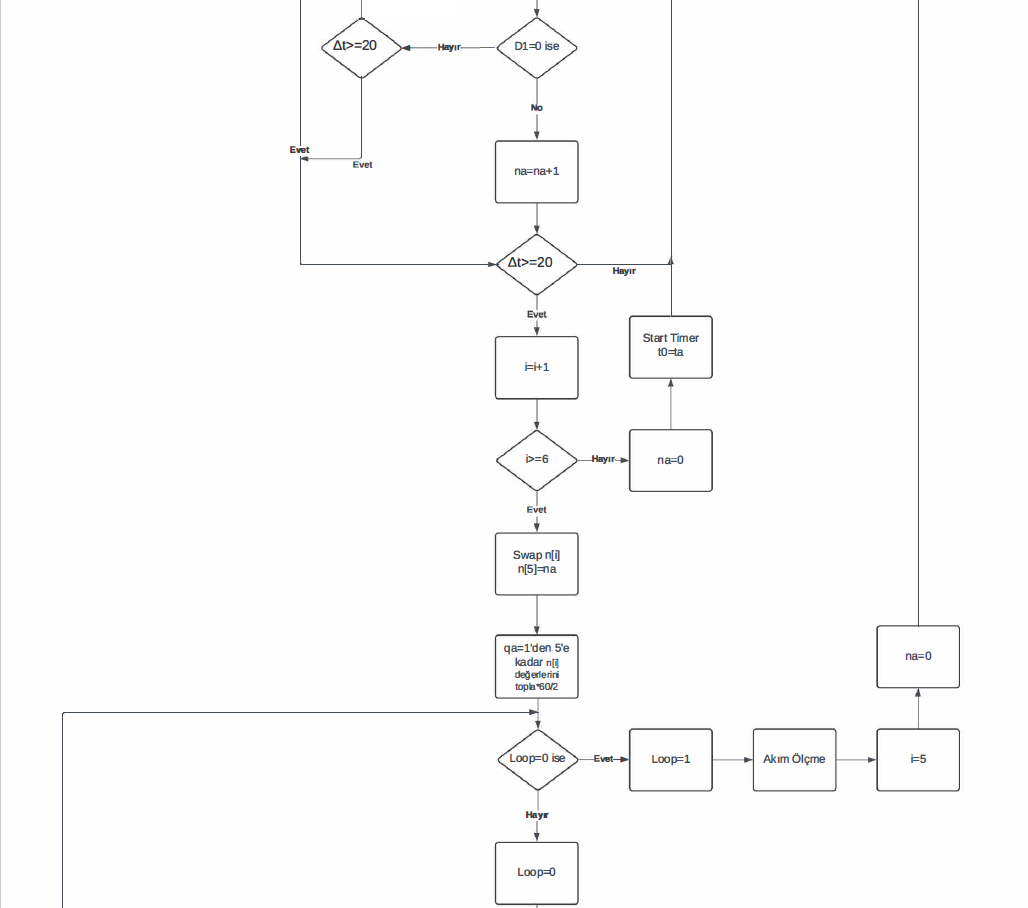 Δt>=20
Hayır
D1=0 ise
No
Evet
Evet
na=na+1
Δt>=20
Hayır
Evet
Start Timer
t0=ta
i=i+1
i>=6
Hayır
na=0
Evet
Swap n[i]
n[5]=na
qa=1'den 5'e
kadar n[i]
değerlerini
topla*60/2
na=0
Loop=0 ise
Evet
Loop=1
Akım Ölçme
i=5
Hayır
Loop=0